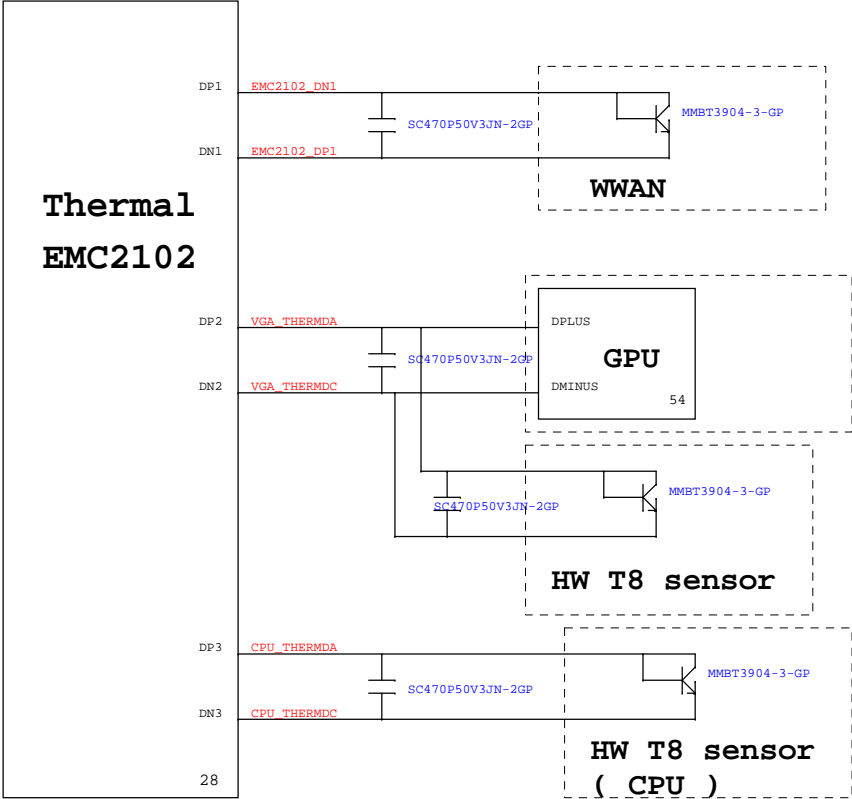 DP1 EMC2102_DN1
MMBT3904-3-GP
SC470P50V3JN-2GP
DN1 EMC2102_DP1
WWAN
Thermal
EMC2102
DP2 VGA_THERMDA DPLUS
SC470P50V3JN-2GP GPU
DN2 VGA_THERMDC DMINUS
54
MMBT3904-3-GP
SC470P50V3JN-2GP
HW T8 sensor
DP3 CPU_THERMDA
MMBT3904-3-GP
SC470P50V3JN-2GP
DN3 CPU_THERMDC
HW T8 sensor
( CPU )
28